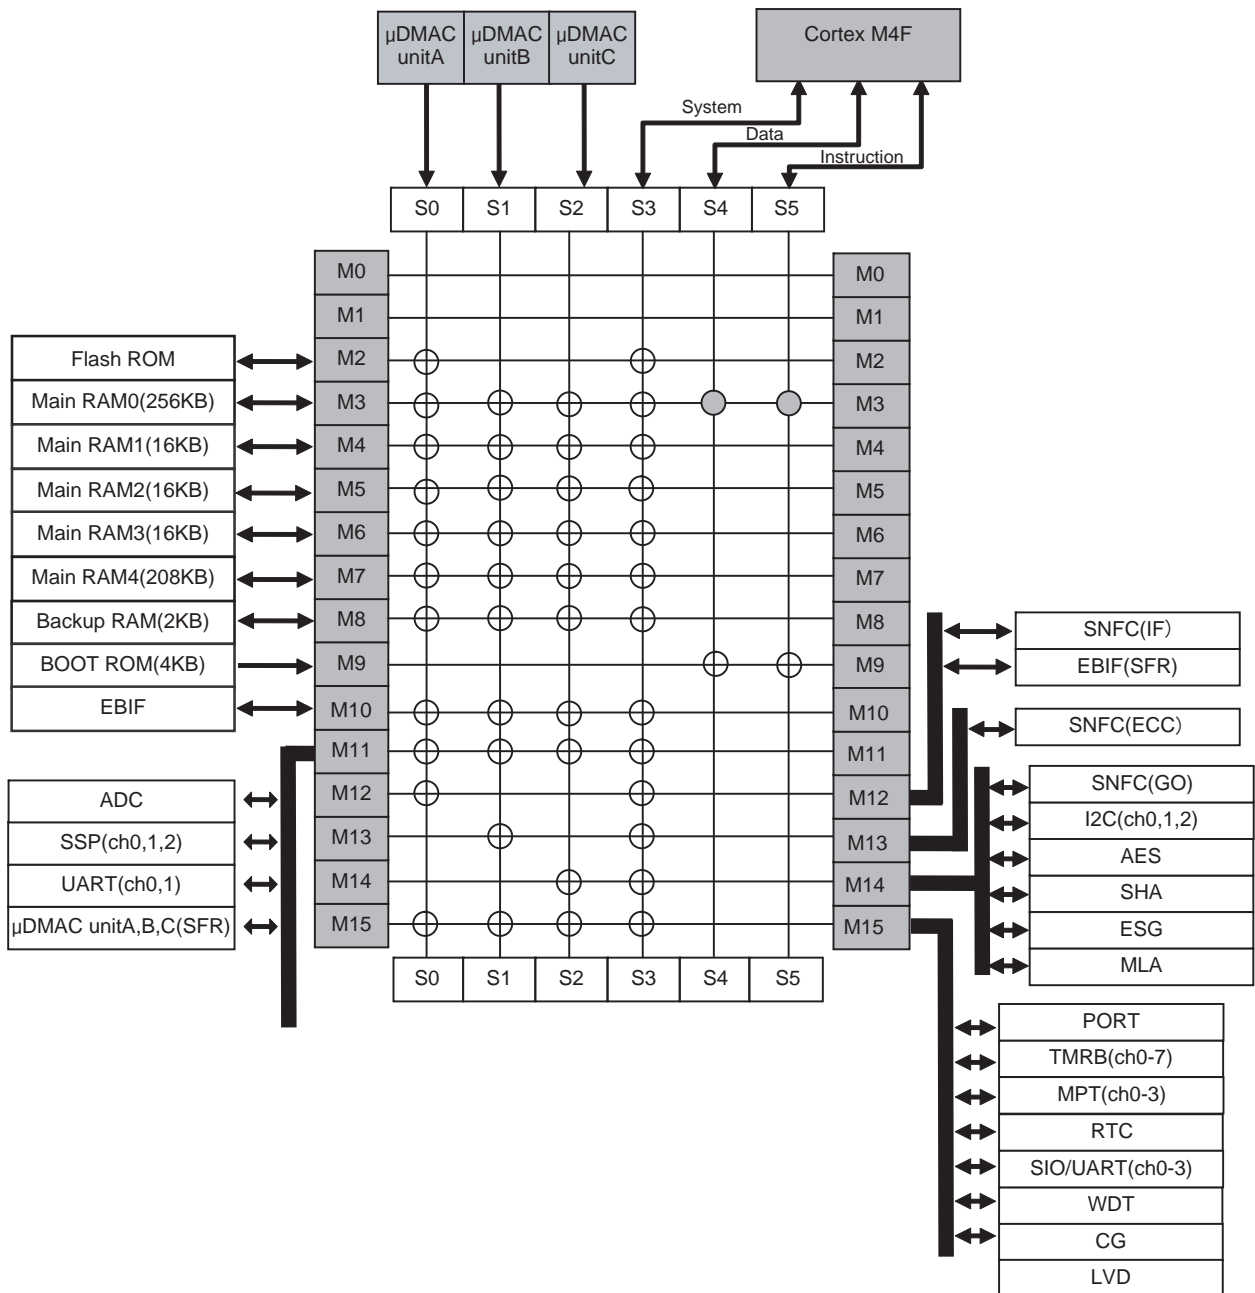 µDMAC
unitA
µDMAC
unitB
µDMAC
unitC
Cortex M4F
System
Data
Instruction
S0
S1
S2
S3
S4
S5
M0
M1
M2
M3
M4
M5
M6
M7
M8
M9
M10
M11
M12
M13
M14
M15
M0
M1
M2
M3
M4
M5
M6
M7
M8
M9
M10
M11
M12
M13
M14
M15
S0
S1
S2
S3
S4
S5
Flash ROM
Main RAM0(256KB)
Main RAM1(16KB)
Main RAM2(16KB)
Main RAM3(16KB)
Main RAM4(208KB)
Backup RAM(2KB)
BOOT ROM(4KB)
EBIF
ADC
SSP(ch0,1,2)
UART(ch0,1)
µDMAC unitA,B,C(SFR)
SNFC(IF）
EBIF(SFR)
SNFC(ECC）
SNFC(GO)
I2C(ch0,1,2)
AES
SHA
ESG
MLA
PORT
TMRB(ch0-7)
MPT(ch0-3)
RTC
SIO/UART(ch0-3)
WDT
CG
LVD